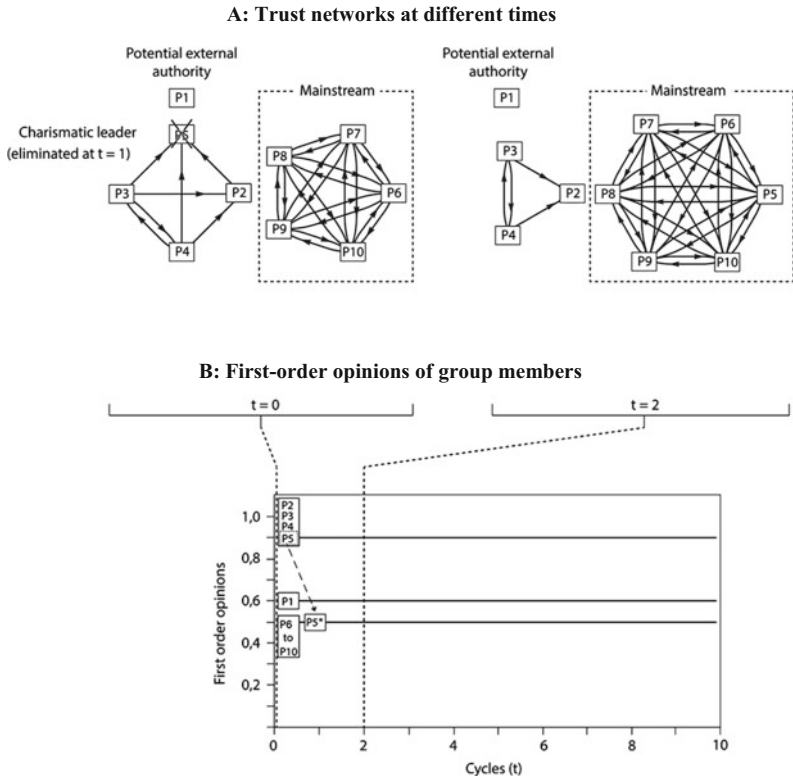 A: Trust networks at different times
Potential external
authority
P1
Charismatic leader
(eliminated at t = 1)
P5
P3
P2
P4
Mainstream
P7
P8
P6
P9
P10
Potential external
authority
P1
P3
P2
P4
Mainstream
P7
P6
P8
P5
P9
P10
B: First-order opinions of group members
t = 0
t = 2
First order opinions
1,0
0,8
0,6
0,4
0,2
P2
P3
P4
P5
P1
P6
to
P10
P5*
0
2
4
6
8
10
Cycles (t)